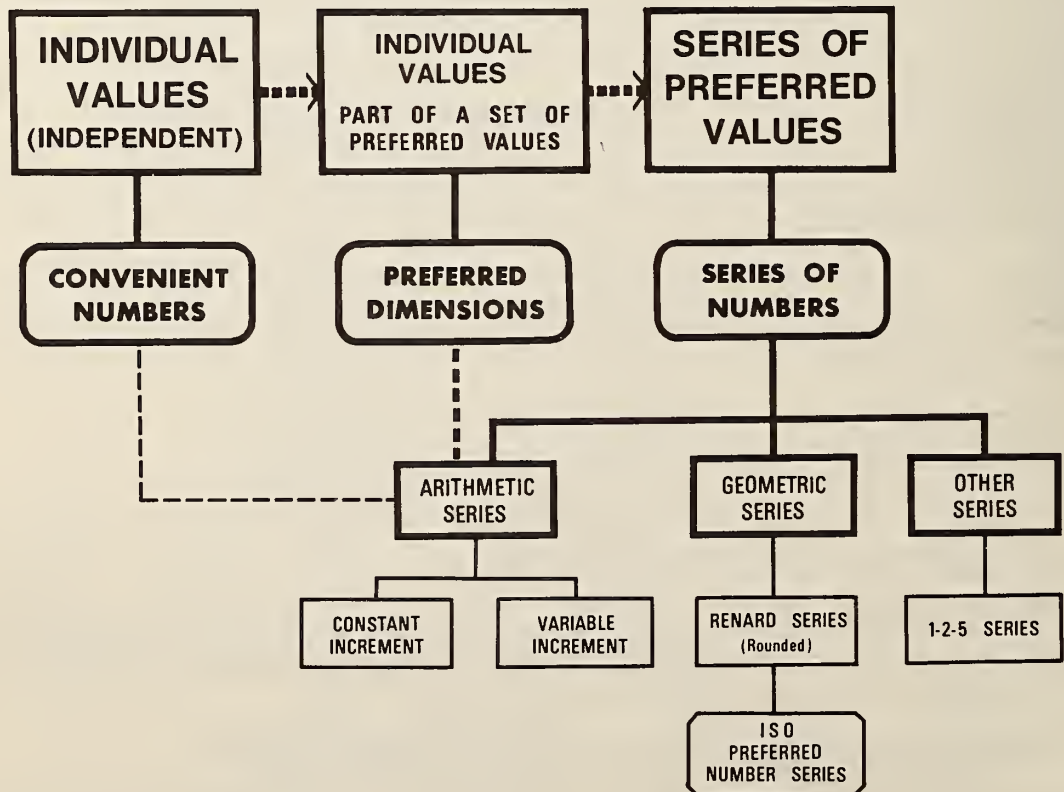 INDIVIDUAL
VALUES
(INDEPENDENT)
INDIVIDUAL
VALUES
PART OF A SET OF
PREFERRED VALUES
SERIES OF
PREFERRED
VALUES
CONVENIENT
NUMBERS
PREFERRED
DIMENSIONS
SERIES OF
NUMBERS
ARITHMETIC
SERIES
GEOMETRIC
SERIES
OTHER
SERIES
CONSTANT
INCREMENT
VARIABLE
INCREMENT
RENARD SERIES
(Rounded)
1-2-5 SERIES
ISO
PREFERRED
NUMBER SERIES